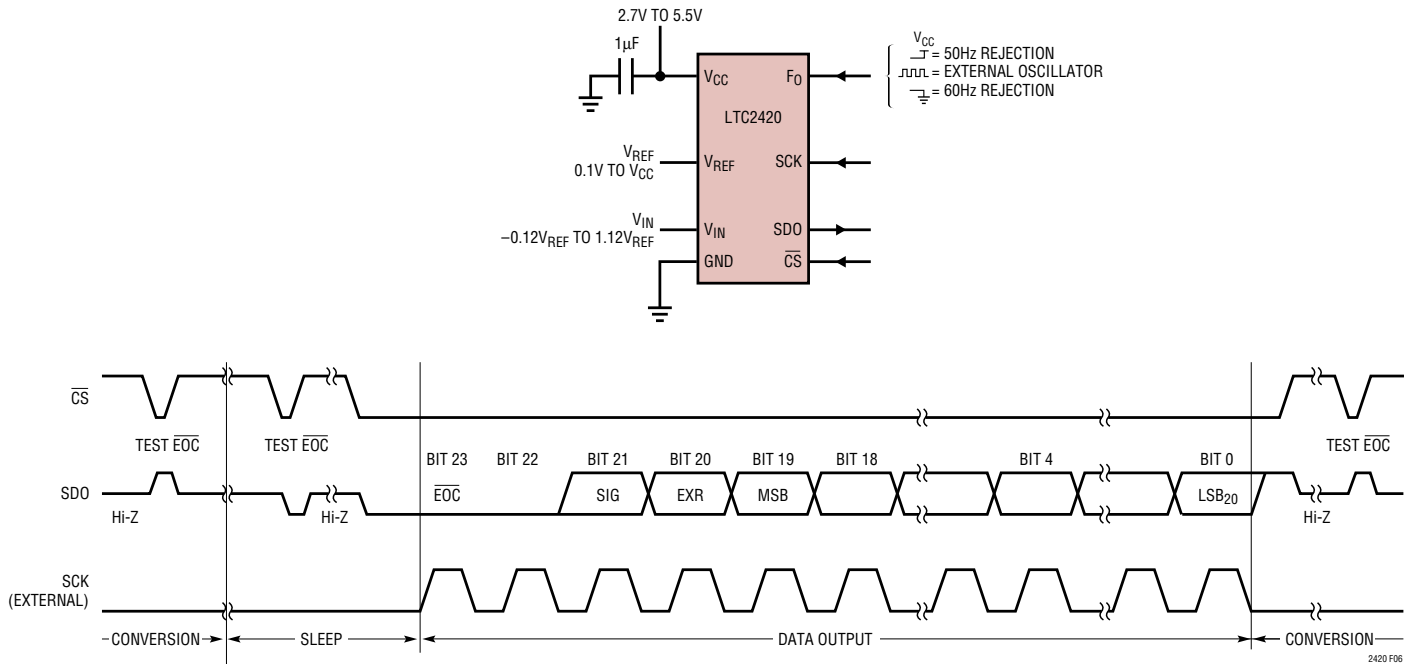 2.7V TO 5.5V
1µF
VCC
FO
VCC
= 50Hz REJECTION
= EXTERNAL OSCILLATOR
= 60Hz REJECTION
LTC2420
VREF
0.1V TO VCC
VREF
SCK
VIN
–0.12VREF TO 1.12VREF
VIN
SDO
GND
CS
CS
TEST EOC
TEST EOC
TEST EOC
BIT 23
BIT 22
BIT 21
BIT 20
BIT 19
BIT 18
BIT 4
BIT 0
SDO
EOC
SIG
EXR
MSB
LSB20
Hi-Z
Hi-Z
Hi-Z
SCK
(EXTERNAL)
CONVERSION
SLEEP
DATA OUTPUT
CONVERSION
2420 F06